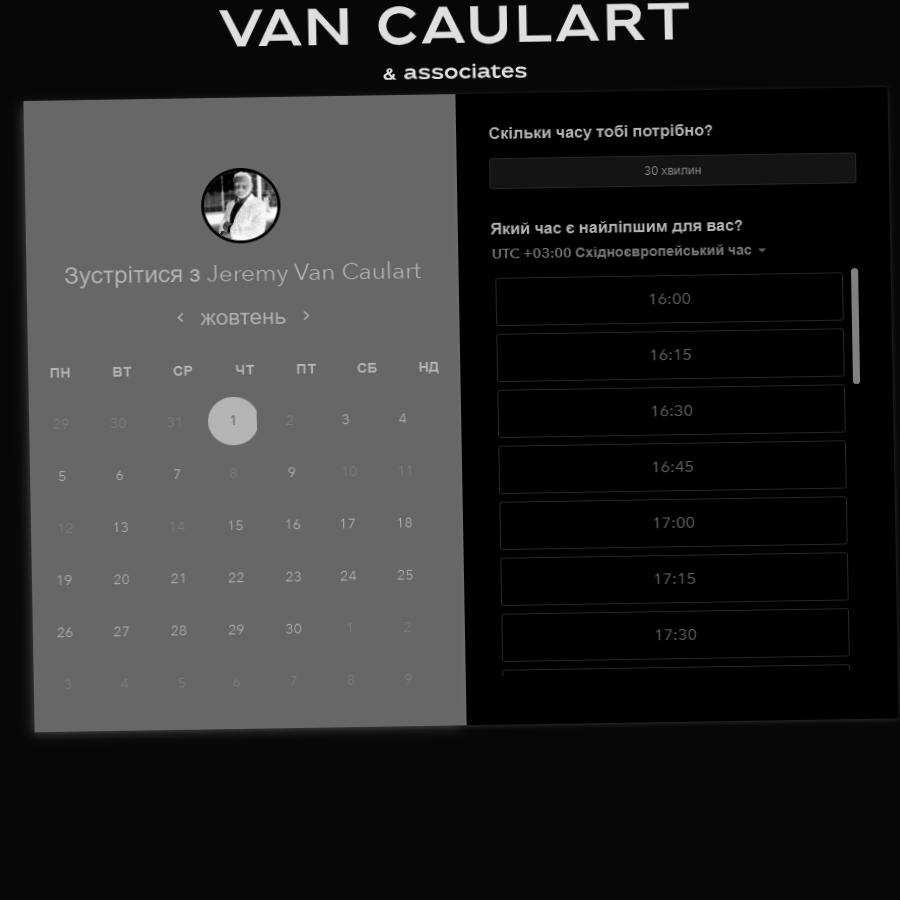 VAN CAULART
& associates
Зустрітися з Jeremy Van Caulart
жовтень
ПН ВТ СР ЧТ ПТ СБ НД
29 30 31 1 2 3 4
5 6 7 8 9 10 11
12 13 14 15 16 17 18
19 20 21 22 23 24 25
26 27 28 29 30 1 2
3 4 5 6 7 8 9
Скільки часу тобі потрібно?
30 хвилин
Який час є найліпшим для вас?
UTC +03:00 Східноєвропейський час
16:00
16:15
16:30
16:45
17:00
17:15
17:30